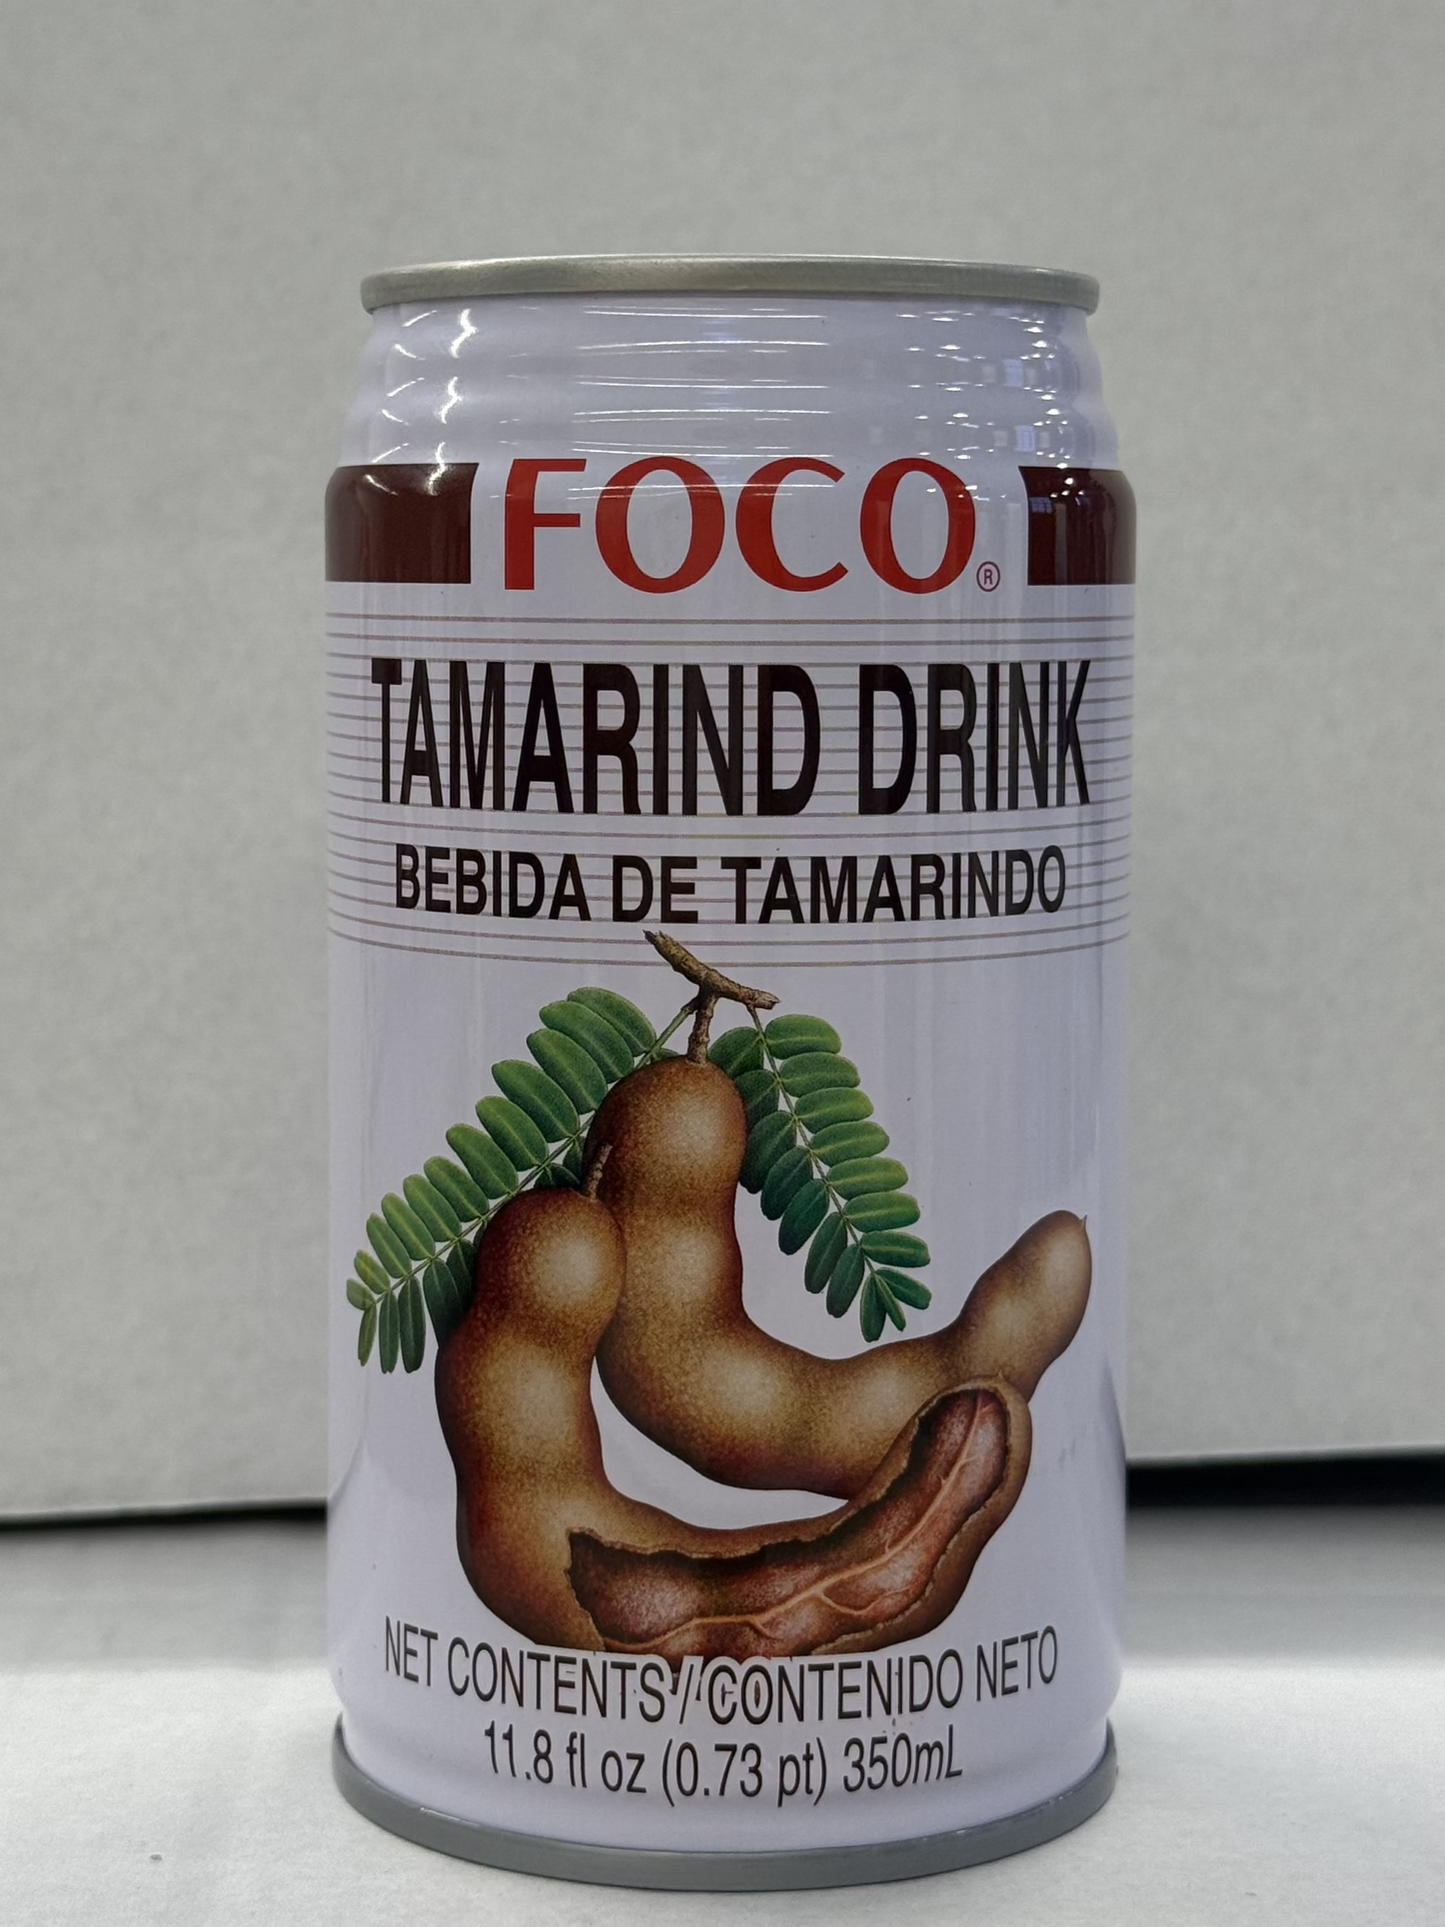 FOCO®
TAMARIND DRINK
BEBIDA DE TAMARINDO
NET CONTENTS/CONTENIDO NETO
11.8 fl oz (0.73 pt) 350mL